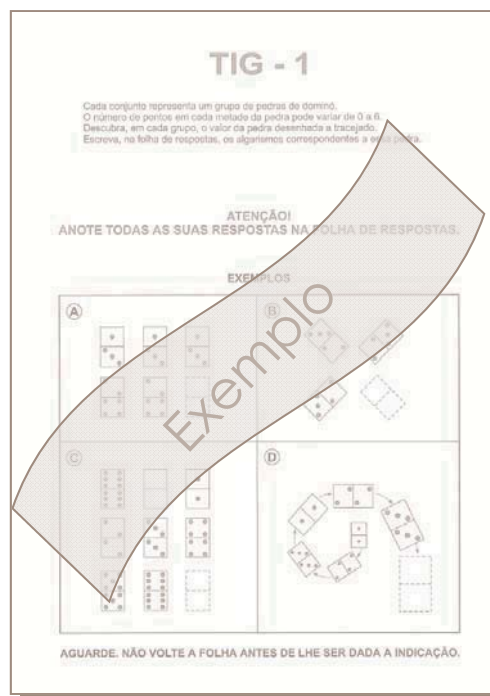 TIG - 1
Cada conjunto representa um grupo de pedras de dominó.
O número de pontos em cada metade da pedra pode variar de 0 a 6.
Descubra, em cada grupo, o valor da pedra desenhada a tracejado.
Escreva, na folha de respostas, os algarismos correspondentes a essa pedra.
ATENÇÃO!
ANOTE TODAS AS SUAS RESPOSTAS NA FOLHA DE RESPOSTAS.
EXEMPLOS
A
B
Exemplo
C
D
AGUARDE. NÃO VOLTE A FOLHA ANTES DE LHE SER DADA A INDICAÇÃO.